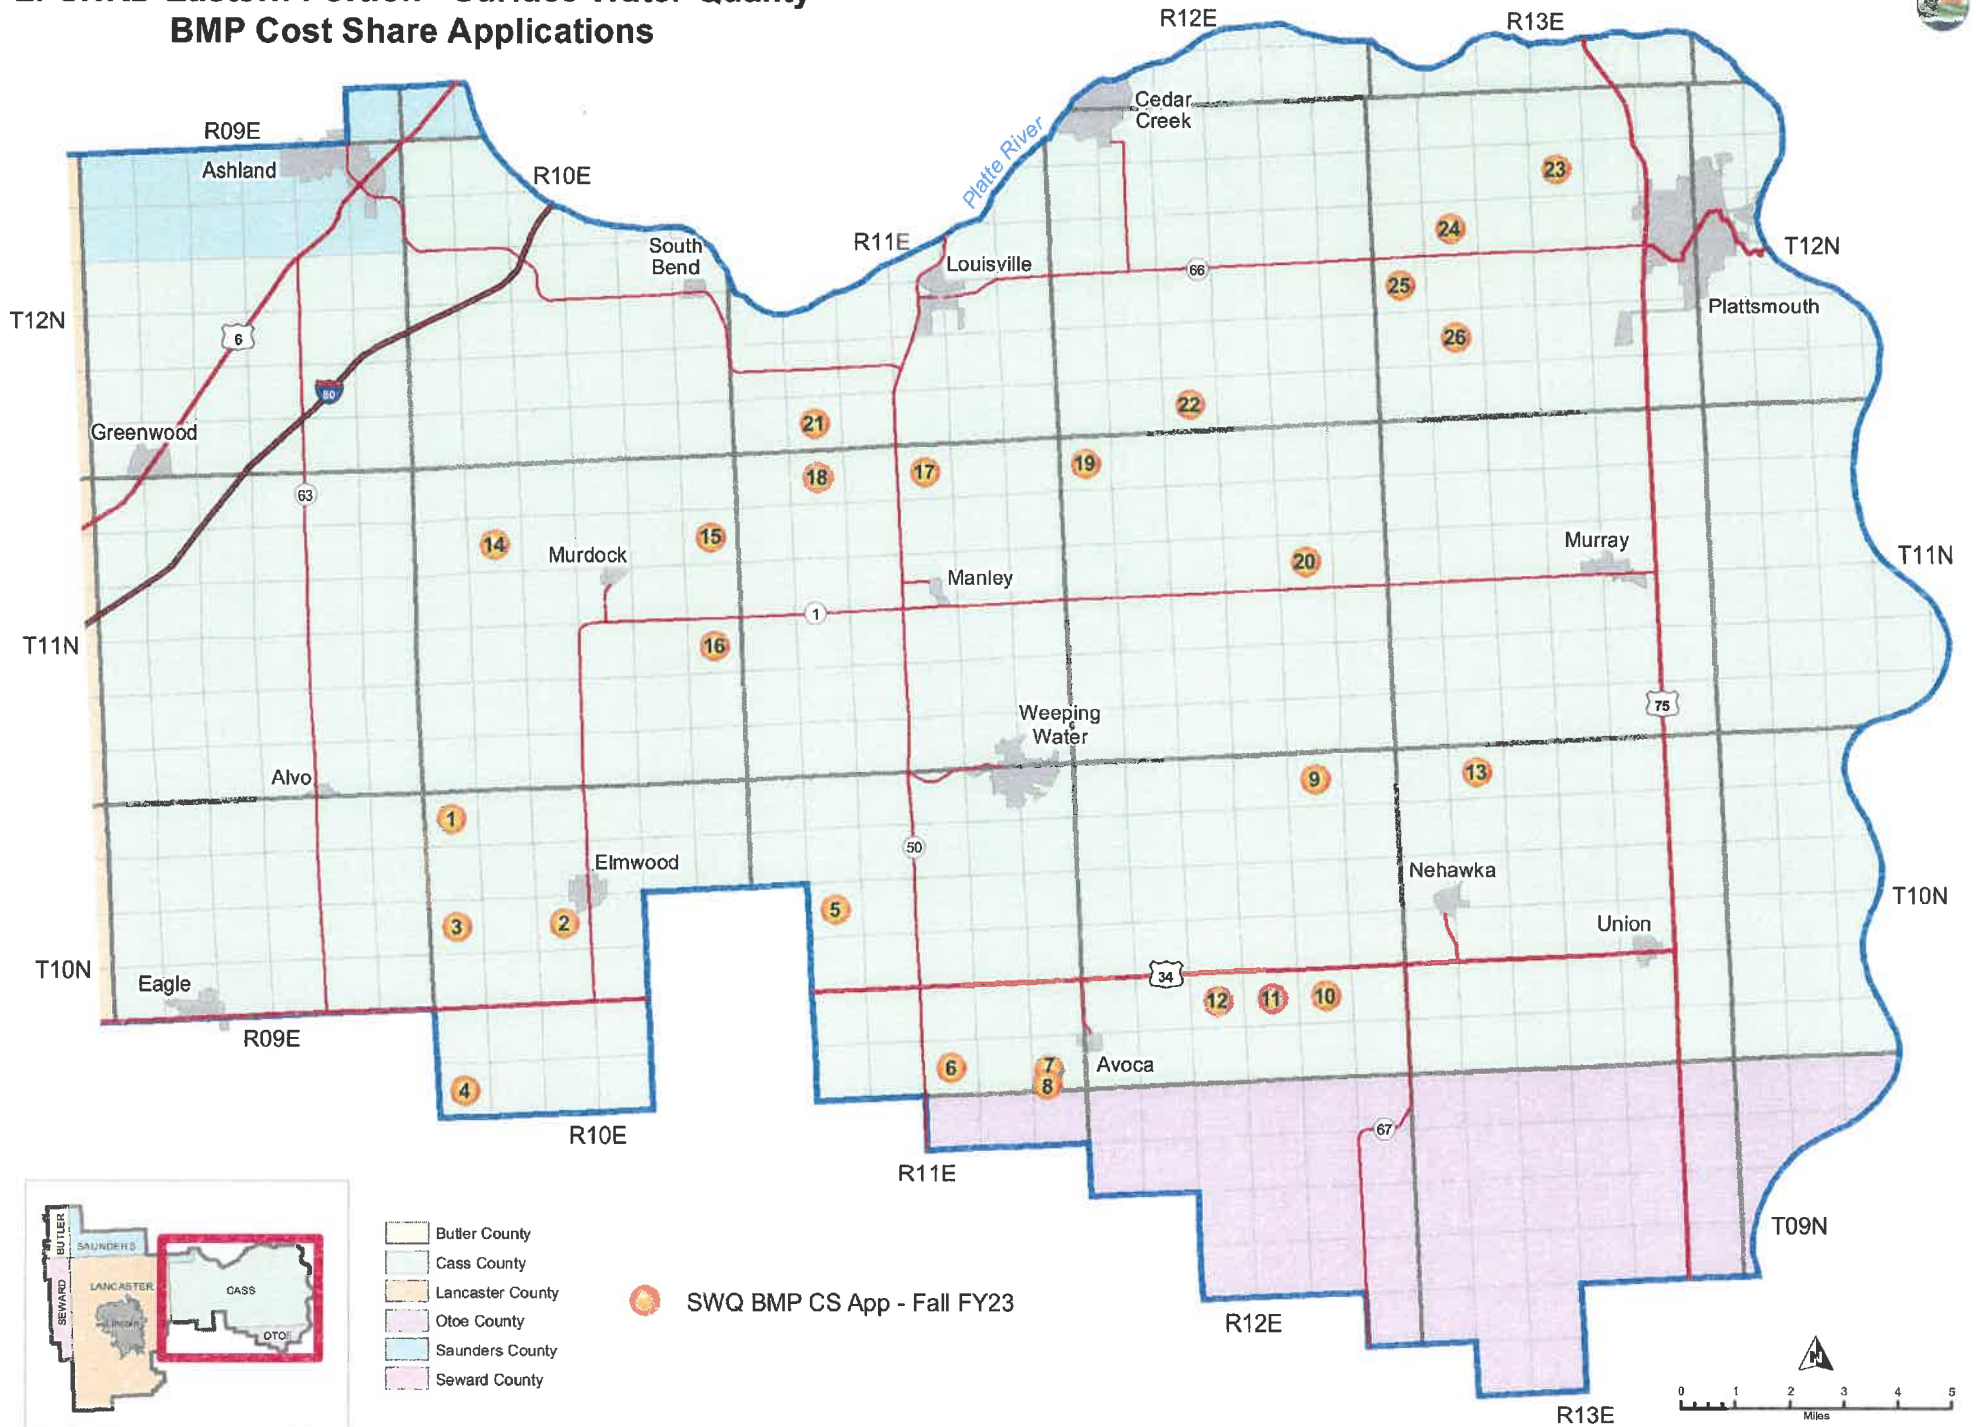 BMP Cost Share Applications
R12E
R13E
Cedar
Creek
R09E
Ashland
Platte River
R10E
23
24
South
Bend
R11E
Louisville
66
T12N
25
Plattsmouth
T12N
6
26
80
22
21
Greenwood
19
17
18
63
15
14
Murdock
Murray
T11N
20
Manley
1
T11N
16
75
Weeping
Water
Alvo
9
13
1
50
Elmwood
Nehawka
T10N
5
3
2
Union
T10N
34
Eagle
12
11
10
R09E
6
7
8
Avoca
4
67
R10E
R11E
T09N
BUTLER
SAUNDERS
SEWARD
LANCASTER
Lincoln
CASS
OTOE
Butler County
Cass County
Lancaster County
Otoe County
Saunders County
Seward County
SWQ BMP CS App - Fall FY23
R12E
N
0 1 2 3 4 5
Miles
R13E